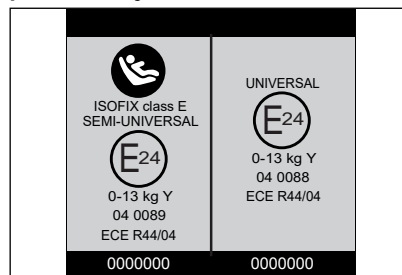 ISOFIX class E
SEMI-UNIVERSAL
E24
0-13 kg Y
04 0089
ECE R44/04
0000000
UNIVERSAL
E24
0-13 kg Y
04 0088
ECE R44/04
0000000